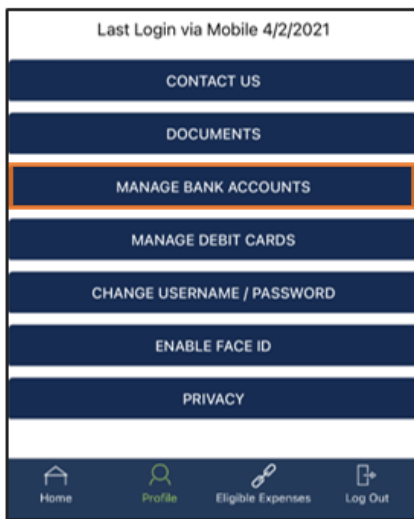 Last Login via Mobile 4/2/2021
CONTACT US
DOCUMENTS
MANAGE BANK ACCOUNTS
MANAGE DEBIT CARDS
CHANGE USERNAME / PASSWORD
ENABLE FACE ID
PRIVACY
Home Profile Eligible Expenses Log Out